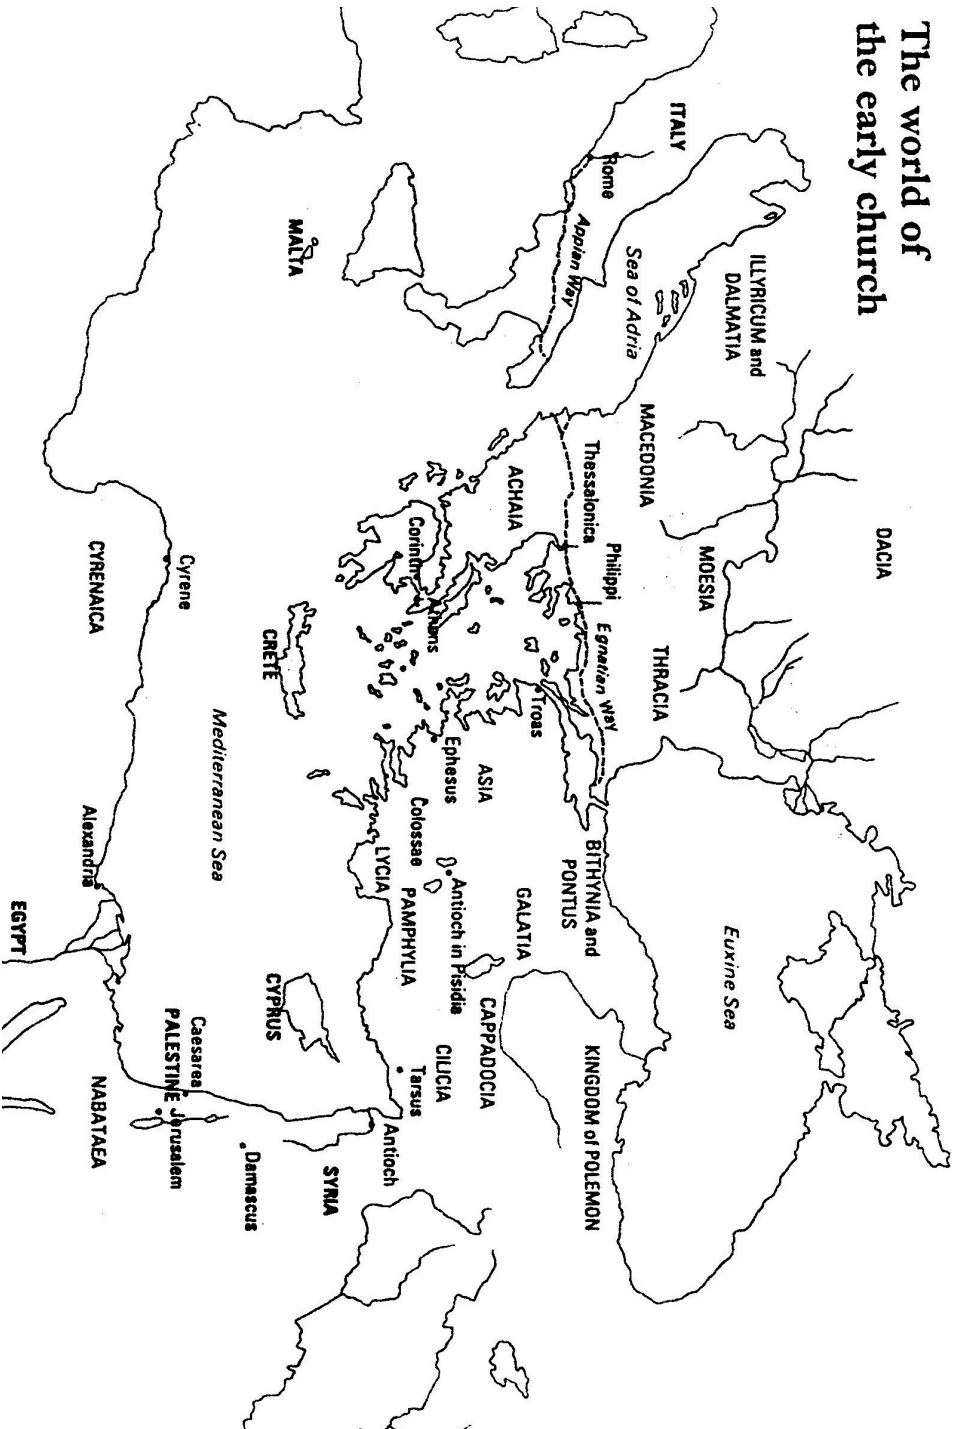 The world of
the early church
ITALY
Rome
Appian Way
Sea of Adria
ILLYRICUM and
DALMATIA
MALTA
DACIA
MACEDONIA
MOESIA
THRACIA
Thessalonica
Philippi
Egnatian Way
ACHAIA
Corinth
Athens
Troas
CRETE
Cyrene
CYRENAICA
Mediterranean Sea
Ephesus
ASIA
Colossae
LYCIA
Antioch in Pisidia
PAMPHYLIA
GALATIA
BITHYNIA and
PONTUS
Euxine Sea
CAPPADOCIA
CILICIA
KINGDOM of POLEMON
Tarsus
Antioch
CYPRUS
SYRIA
Damascus
Caesarea
PALESTINE
Jerusalem
NABATAEA
Alexandria
EGYPT